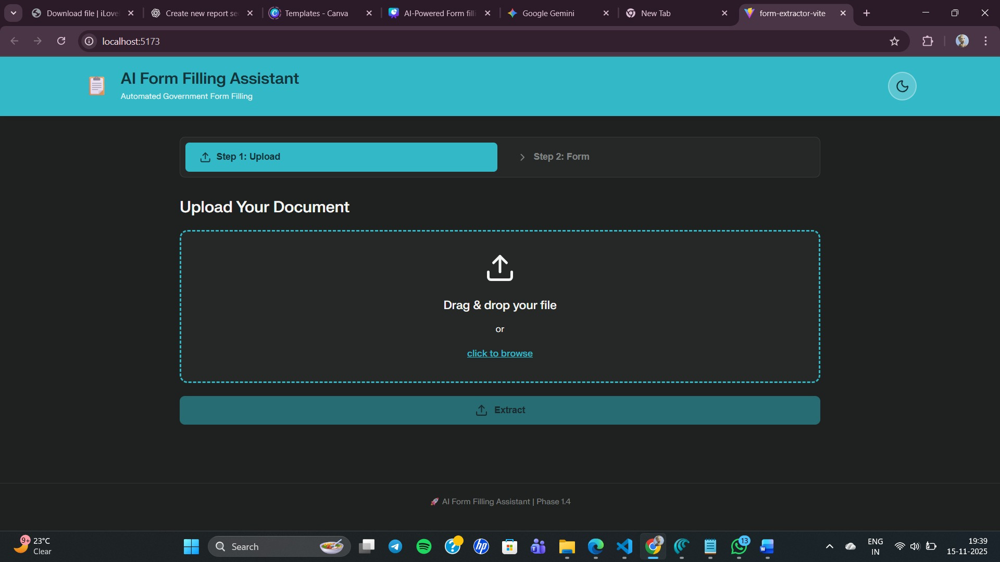 Download file | iLove
Create new report se
Templates - Canva
AI-Powered Form filli
Google Gemini
New Tab
form-extractor-vite
localhost:5173
AI Form Filling Assistant
Automated Government Form Filling
Step 1: Upload
Step 2: Form
Upload Your Document
Drag & drop your file
or
click to browse
Extract
🚀 AI Form Filling Assistant | Phase 1.4
9+
23°C
Clear
Search
13
ENG
IN
19:39
15-11-2025